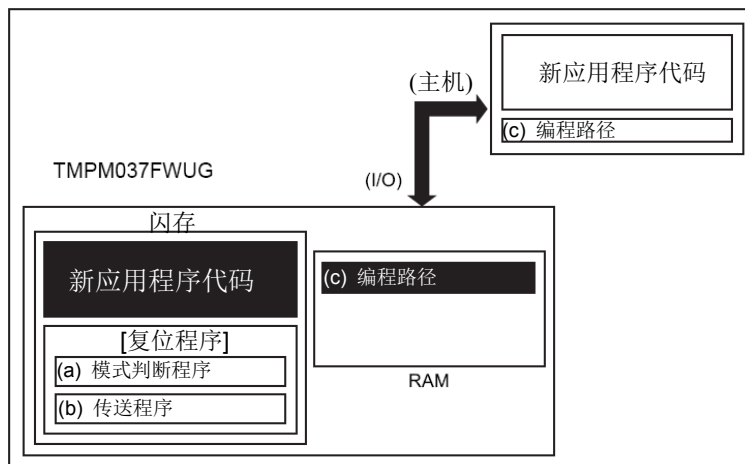 新应用程序代码
(主机)
(c) 编程路径
TMPM037FWUG
(I/O)
闪存
新应用程序代码
(c) 编程路径
[复位程序]
(a) 模式判断程序
RAM
(b) 传送程序